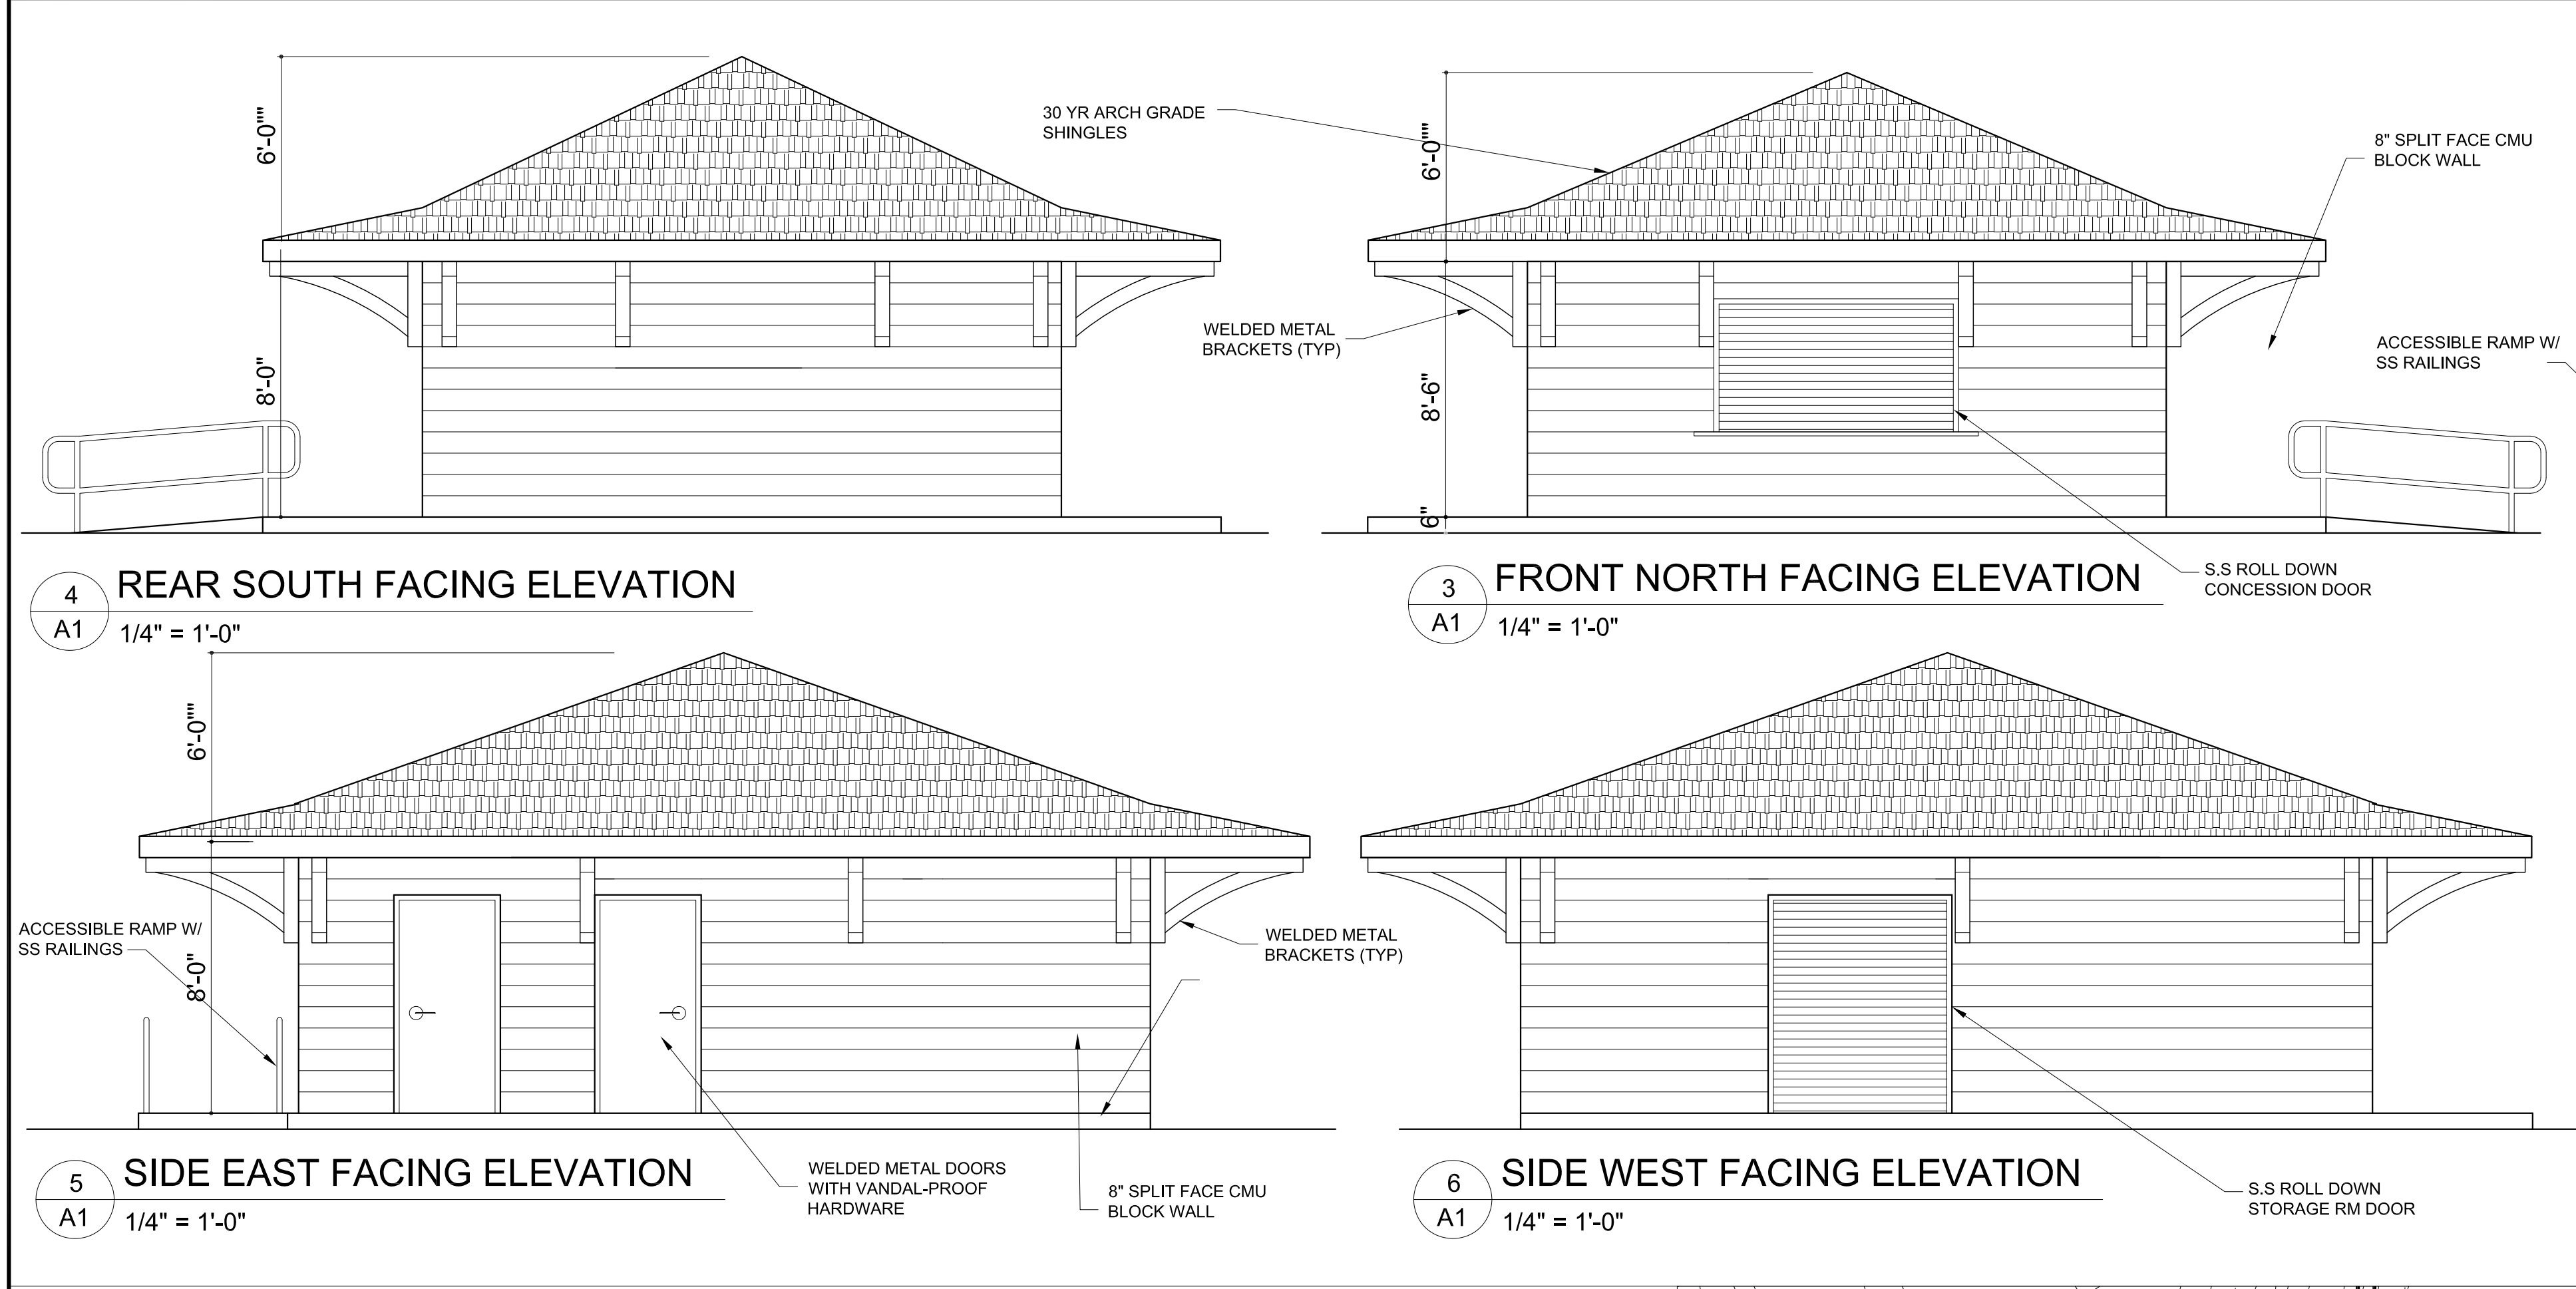 6'-0""
8'-0"
4
A1
REAR SOUTH FACING ELEVATION
1/4" = 1'-0"
30 YR ARCH GRADE
SHINGLES
WELDED METAL
BRACKETS (TYP)
6'-0""
8'-6"
6"
8" SPLIT FACE CMU
BLOCK WALL
ACCESSIBLE RAMP W/
SS RAILINGS
S.S ROLL DOWN
CONCESSION DOOR
3
A1
FRONT NORTH FACING ELEVATION
1/4" = 1'-0"
6'-0""
8'-0"
ACCESSIBLE RAMP W/
SS RAILINGS
WELDED METAL
BRACKETS (TYP)
WELDED METAL DOORS
WITH VANDAL-PROOF
HARDWARE
8" SPLIT FACE CMU
BLOCK WALL
5
A1
SIDE EAST FACING ELEVATION
1/4" = 1'-0"
6
A1
SIDE WEST FACING ELEVATION
1/4" = 1'-0"
S.S ROLL DOWN
STORAGE RM DOOR